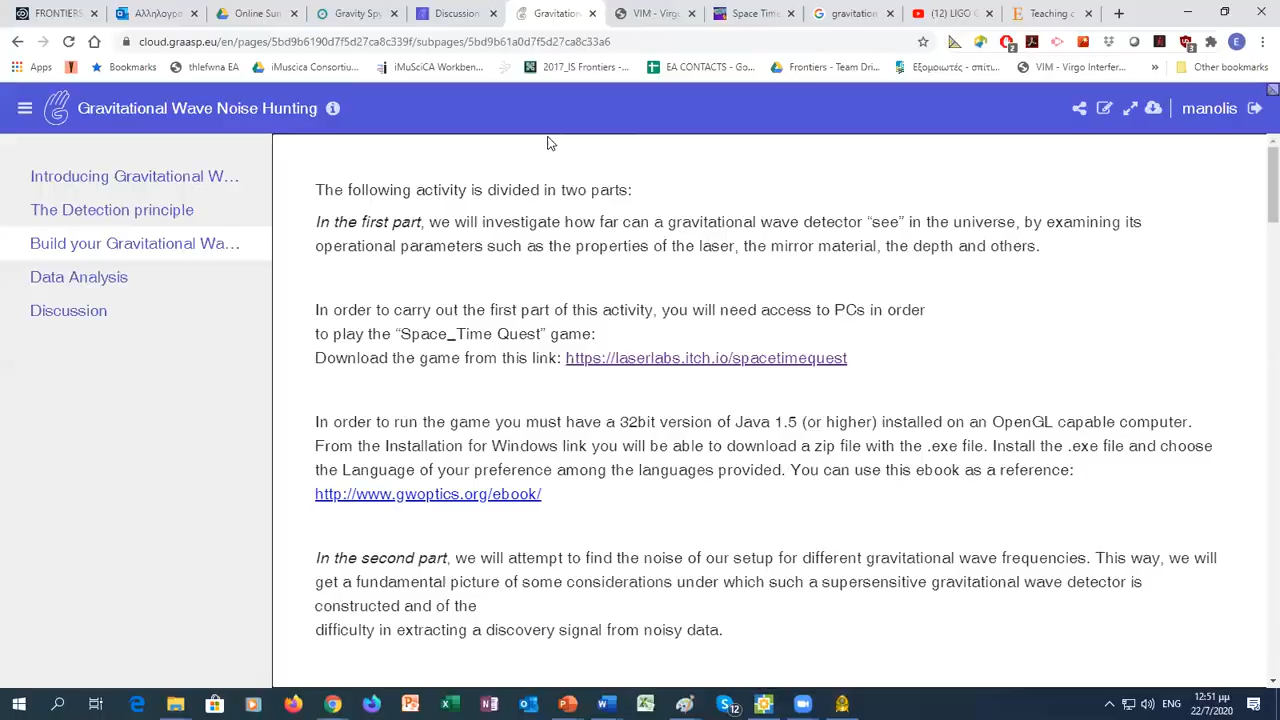 FRONTIERS
Αλληλογρα
Online Sun
Gravity Spy
Discussion
Gravitation
VIM - Virgo
Space Time
gravitation
(12) LIGO
Teaching c
cloud.graasp.eu/en/pages/5bd9b6190d7f5d27ca8c339f/subpages/5bd9b61a0d7f5d27ca8c33a6
Apps
Bookmarks
thlefwna EA
iMuscica Consortiu...
iMuSciCA Workben...
2017_IS Frontiers -...
EA CONTACTS - Go...
Frontiers - Team Dri...
Εξομοιωτές - σπίτι...
VIM - Virgo Interfer...
»
Other bookmarks
Gravitational Wave Noise Hunting
manolis
Introducing Gravitational W...
The Detection principle
Build your Gravitational Wa...
Data Analysis
Discussion
The following activity is divided in two parts:
In the first part, we will investigate how far can a gravitational wave detector “see” in the universe, by examining its
operational parameters such as the properties of the laser, the mirror material, the depth and others.
In order to carry out the first part of this activity, you will need access to PCs in order
to play the “Space_Time Quest” game:
Download the game from this link: https://laserlabs.itch.io/spacetimequest
In order to run the game you must have a 32bit version of Java 1.5 (or higher) installed on an OpenGL capable computer.
From the Installation for Windows link you will be able to download a zip file with the .exe file. Install the .exe file and choose
the Language of your preference among the languages provided. You can use this ebook as a reference:
http://www.gwoptics.org/ebook/
In the second part, we will attempt to find the noise of our setup for different gravitational wave frequencies. This way, we will
get a fundamental picture of some considerations under which such a supersensitive gravitational wave detector is
constructed and of the
difficulty in extracting a discovery signal from noisy data.
ENG
12:51 μμ
22/7/2020